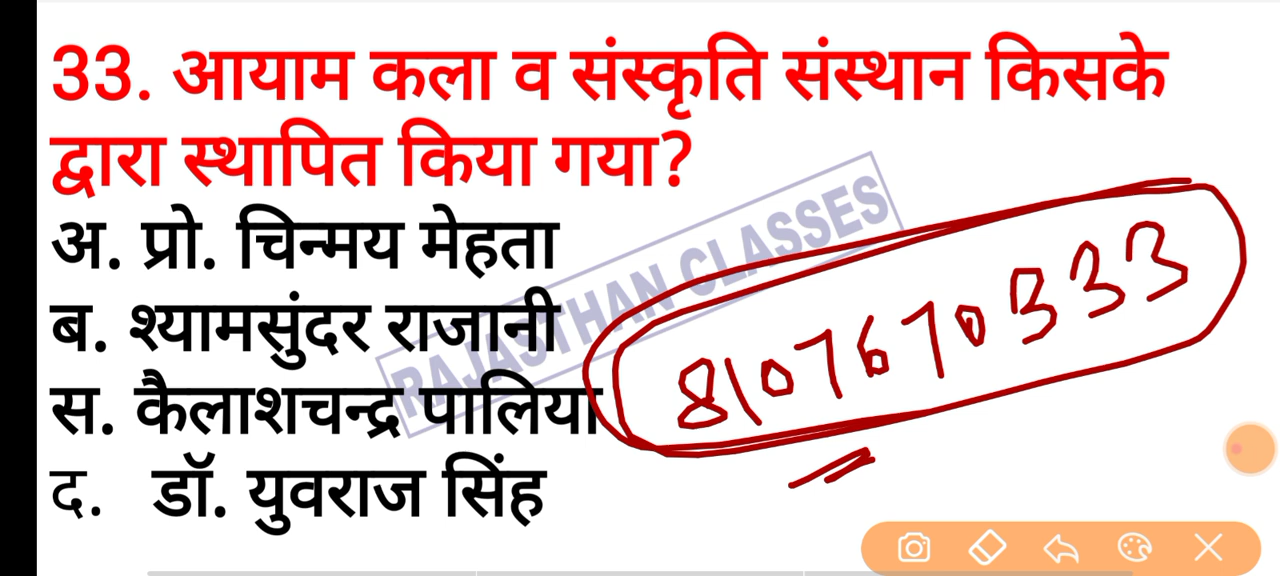 33. आयाम कला व संस्कृति संस्थान किसके
द्वारा स्थापित किया गया?
अ. प्रो. चिन्मय मेहता
ब. श्यामसुंदर राजानी
स. कैलाशचन्द्र पालिया
द. डॉ. युवराज सिंह
RAJASTHAN CLASSES
8107670333